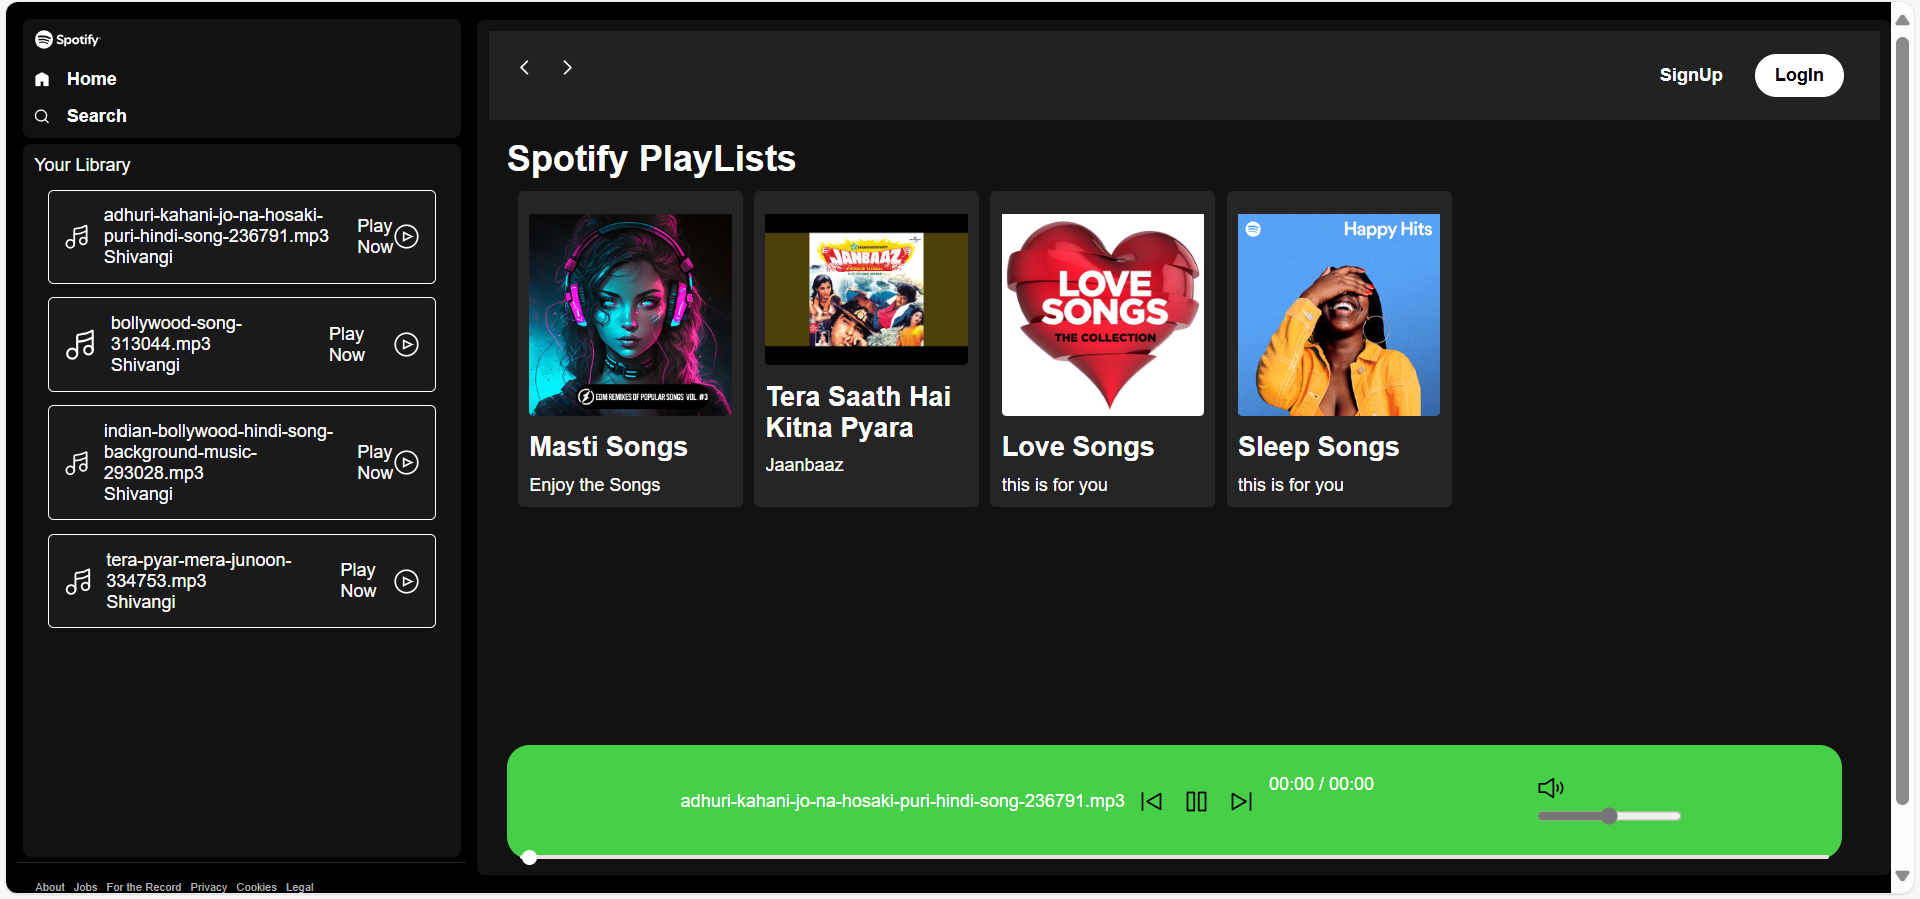 Spotify
Home
Search
Your Library
adhuri-kahani-jo-na-hosaki-
puri-hindi-song-236791.mp3
Shivangi
Play
Now
bollywood-song-
313044.mp3
Shivangi
Play
Now
indian-bollywood-hindi-song-
background-music-
293028.mp3
Shivangi
Play
Now
tera-pyar-mera-junoon-
334753.mp3
Shivangi
Play
Now
About Jobs For the Record Privacy Cookies Legal
SignUp LogIn
Spotify PlayLists
EDM REMIXES OF POPULAR SONGS VOL. #3
Masti Songs
Enjoy the Songs
JANBAAZ
Tera Saath Hai
Kitna Pyara
Jaanbaaz
LOVE
SONGS
THE COLLECTION
Love Songs
this is for you
Happy Hits
Sleep Songs
this is for you
adhuri-kahani-jo-na-hosaki-puri-hindi-song-236791.mp3
00:00 / 00:00